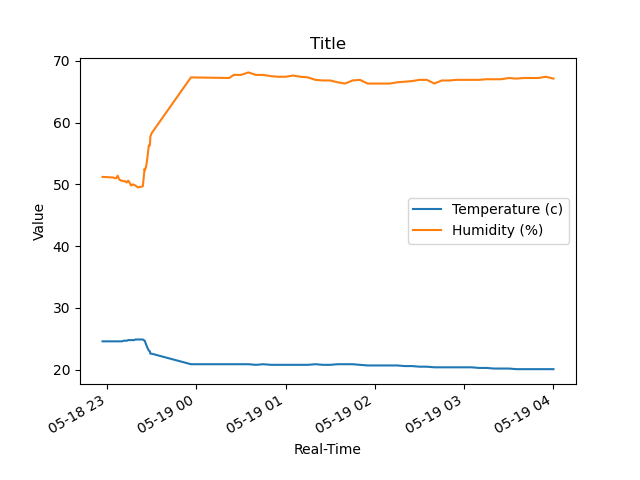 Title
70
60
50
40
30
20
Value
Temperature (c)
Humidity (%)
05-18 23
05-19 00
05-19 01
05-19 02
05-19 03
05-19 04
Real-Time